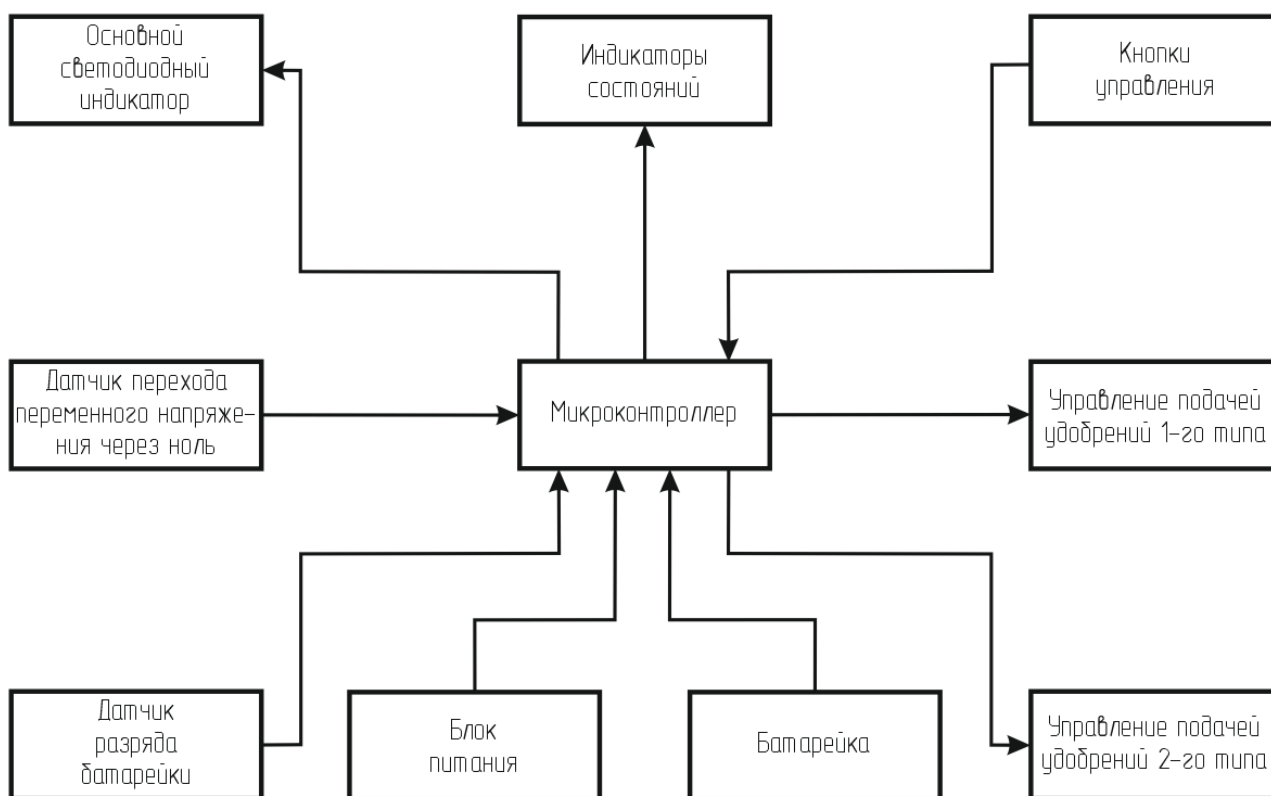 Основной
светодиодный
индикатор
Индикаторы
состояний
Кнопки
управления
Датчик перехода
переменного напряже-
ния через ноль
Микроконтроллер
Управление подачей
удобрений 1-го типа
Датчик
разряда
батарейки
Блок
питания
Батарейка
Управление подачей
удобрений 2-го типа